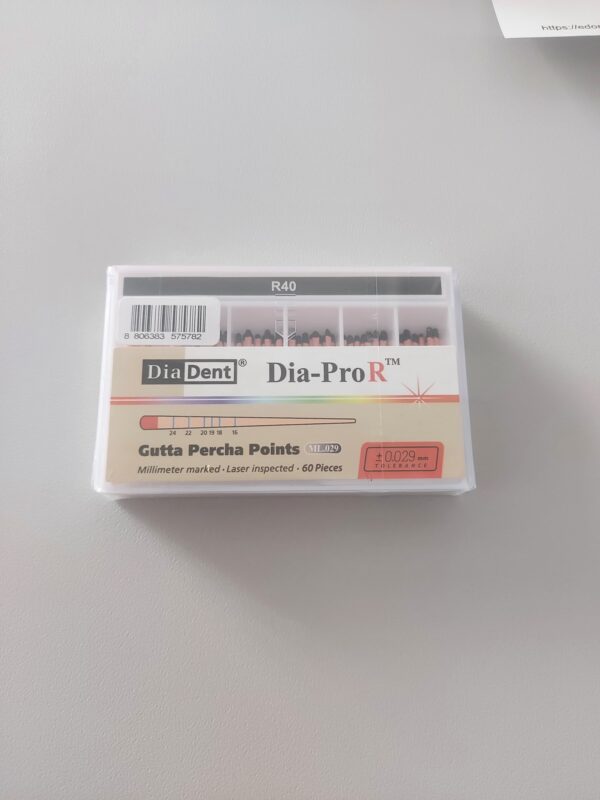 R40
8 806383 575782
DiaDent® Dia-ProR™
24 22 20 19 18 16
Gutta Percha Points ML.029
Millimeter marked · Laser inspected · 60 Pieces
± 0.029 mm
TOLERANCE